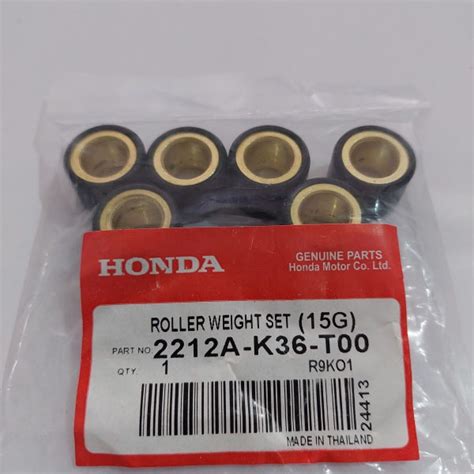 HONDA
GENUINE PARTS
Honda Motor Co. Ltd.
ROLLER WEIGHT SET (15G)
PART NO. 2212A-K36-T00
QTY. 1 R9KO1
24413
MADE IN THAILAND